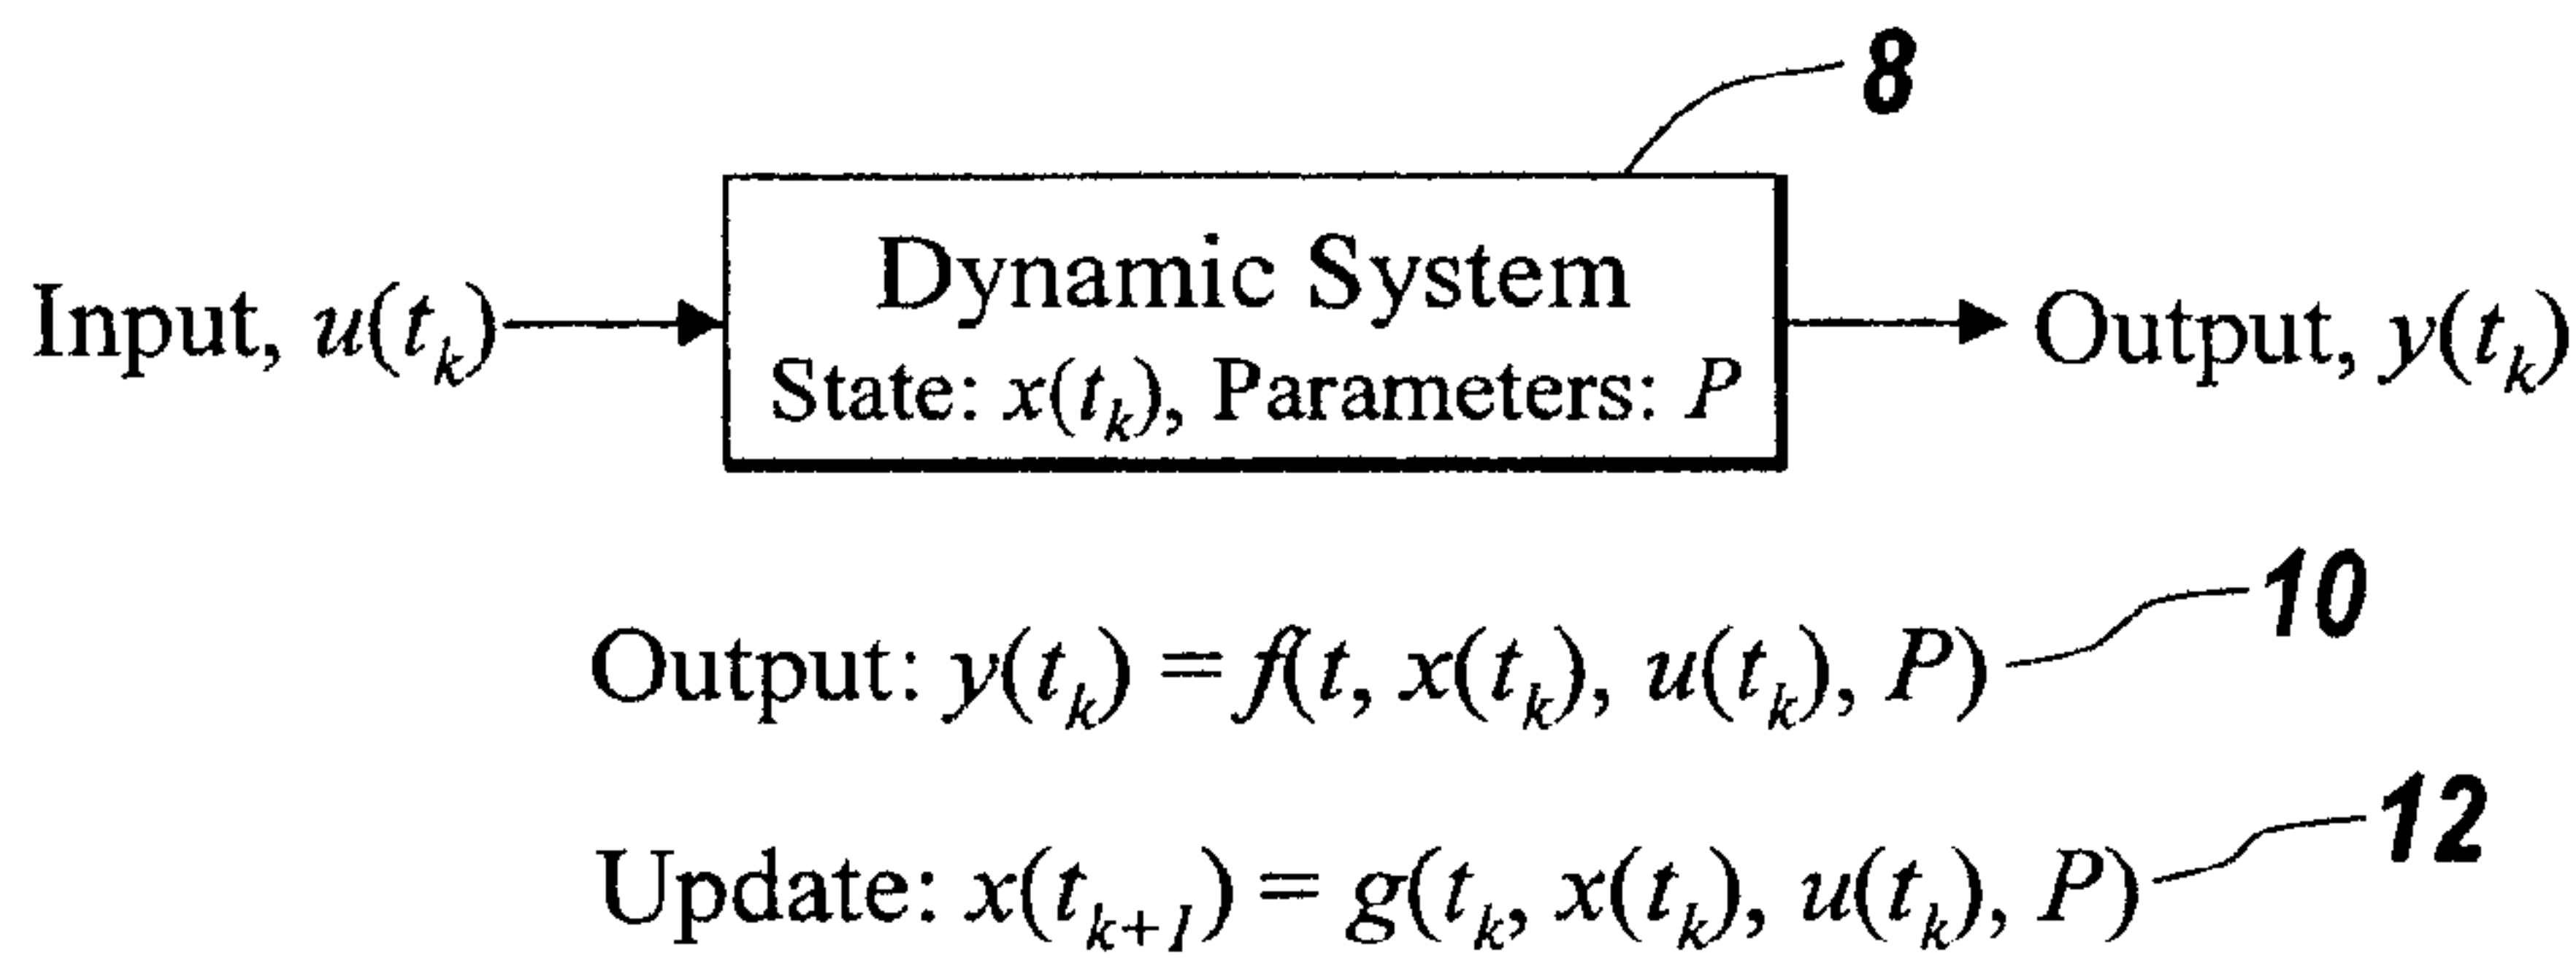 8
Dynamic System
Input, u(t_k)
Output, y(t_k)
State: x(t_k), Parameters: P
10
Output: y(t_k) = f(t, x(t_k), u(t_k), P)
12
Update: x(t_{k+1}) = g(t_k, x(t_k), u(t_k), P)